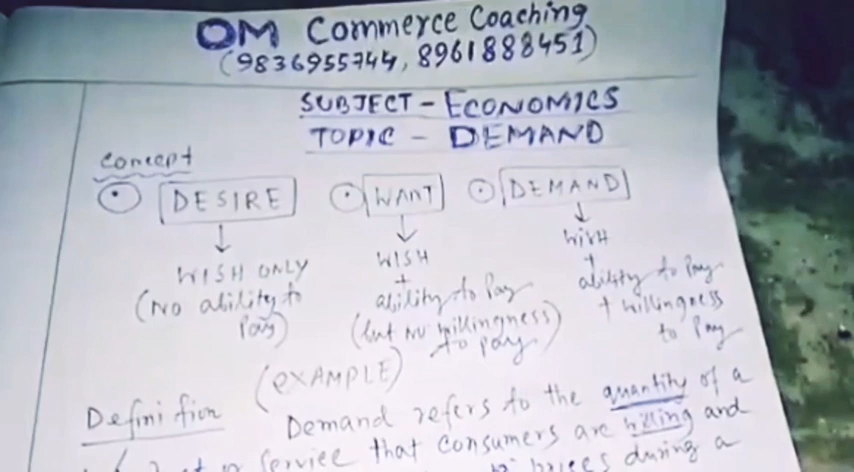 OM Commerce Coaching
(9836955744, 8961888451)
SUBJECT - ECONOMICS
TOPIC - DEMAND
Concept
DESIRE WANT DEMAND
WISH ONLY
(No ability to
Pay)
WISH
+
ability to Pay
(but no willingness)
to pay
WISH
+
ability to Pay
+ willingness
to Pay
(EXAMPLE)
Definition Demand refers to the quantity of a
service that consumers are willing and
prices during a